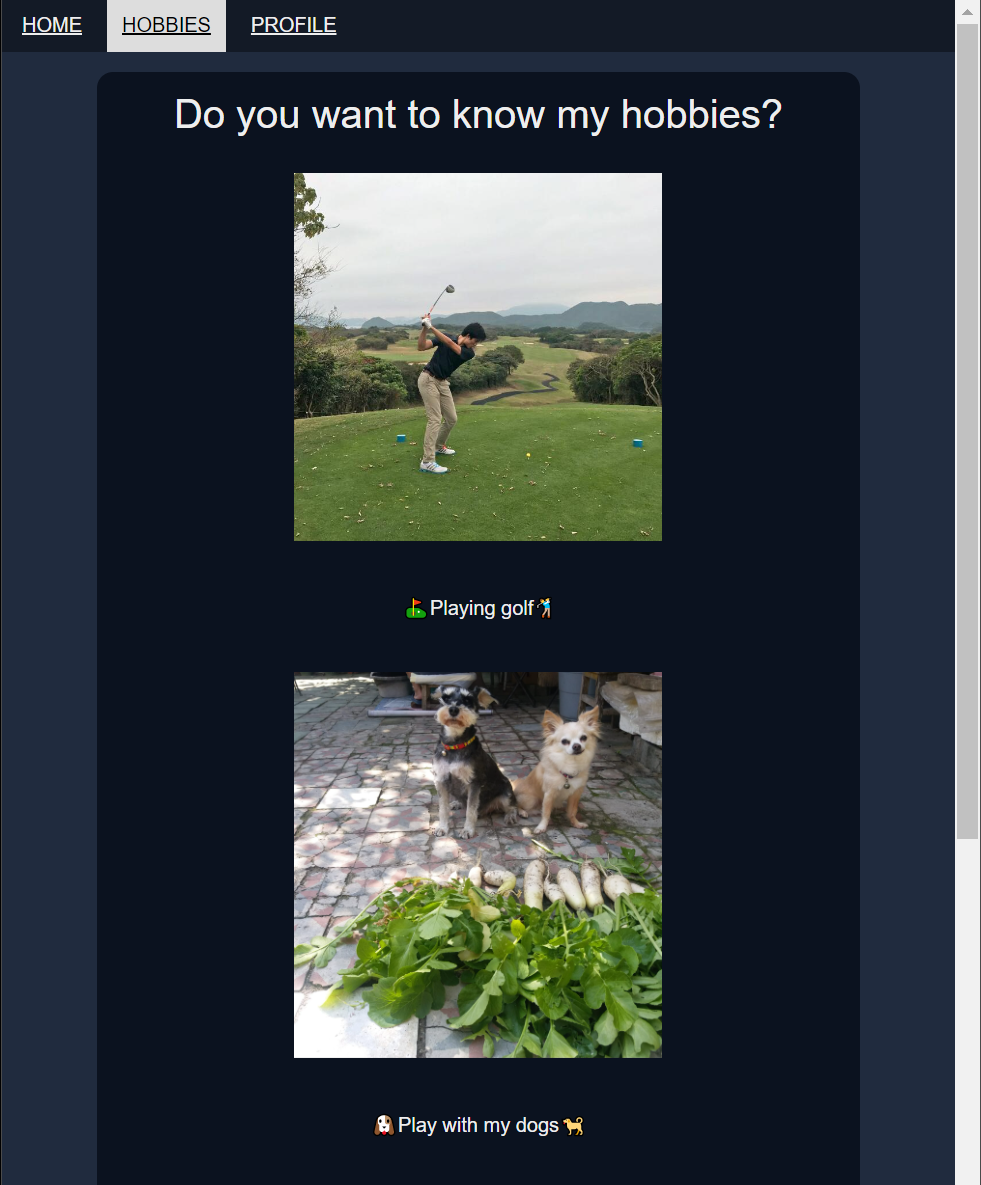 HOME HOBBIES PROFILE
Do you want to know my hobbies?
⛳Playing golf🏌
🐶Play with my dogs🐕